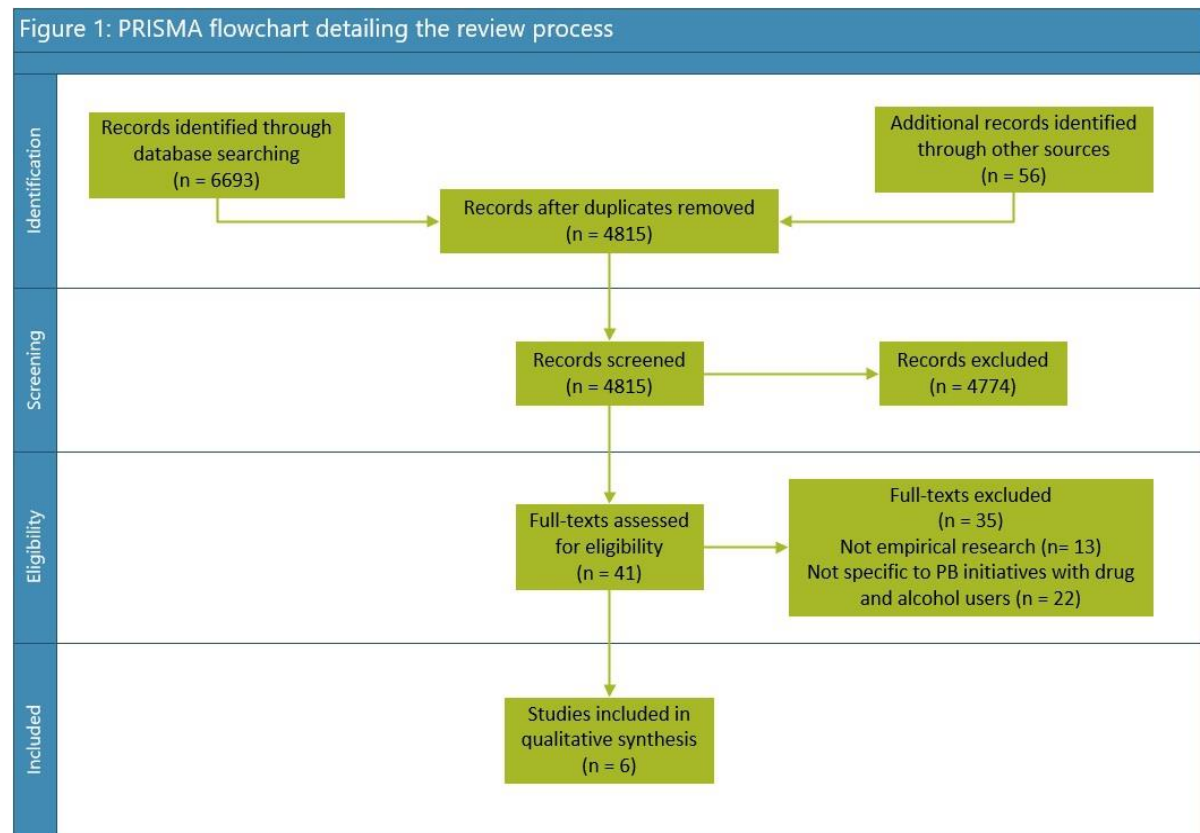 Figure 1: PRISMA flowchart detailing the review process
Identification
Records identified through
database searching
(n = 6693)
Additional records identified
through other sources
(n = 56)
Records after duplicates removed
(n = 4815)
Screening
Records screened
(n = 4815)
Records excluded
(n = 4774)
Eligibility
Full-texts assessed
for eligibility
(n = 41)
Full-texts excluded
(n = 35)
Not empirical research (n= 13)
Not specific to PB initiatives with drug
and alcohol users (n = 22)
Included
Studies included in
qualitative synthesis
(n = 6)